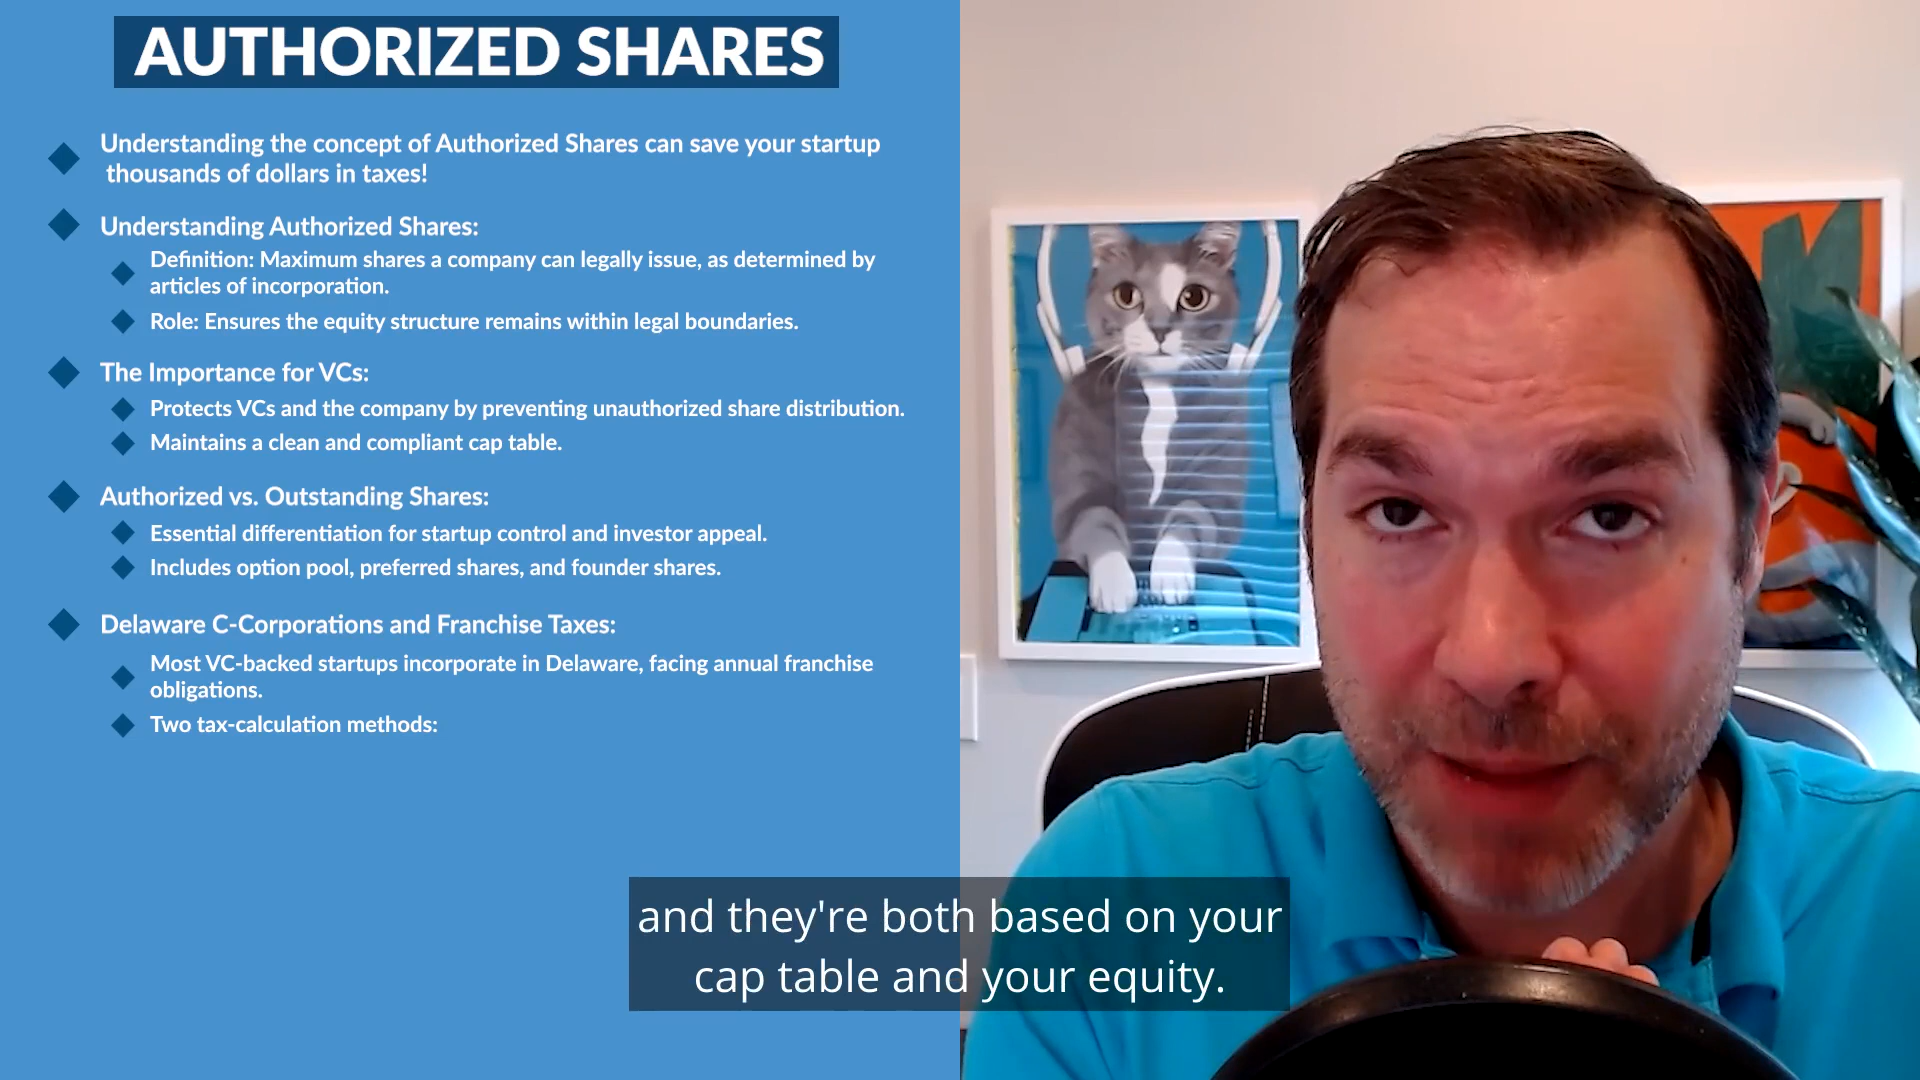 AUTHORIZED SHARES
Understanding the concept of Authorized Shares can save your startup
thousands of dollars in taxes!
Understanding Authorized Shares:
Definition: Maximum shares a company can legally issue, as determined by
articles of incorporation.
Role: Ensures the equity structure remains within legal boundaries.
The Importance for VCs:
Protects VCs and the company by preventing unauthorized share distribution.
Maintains a clean and compliant cap table.
Authorized vs. Outstanding Shares:
Essential differentiation for startup control and investor appeal.
Includes option pool, preferred shares, and founder shares.
Delaware C-Corporations and Franchise Taxes:
Most VC-backed startups incorporate in Delaware, facing annual franchise
obligations.
Two tax-calculation methods:
and they're both based on your
cap table and your equity.